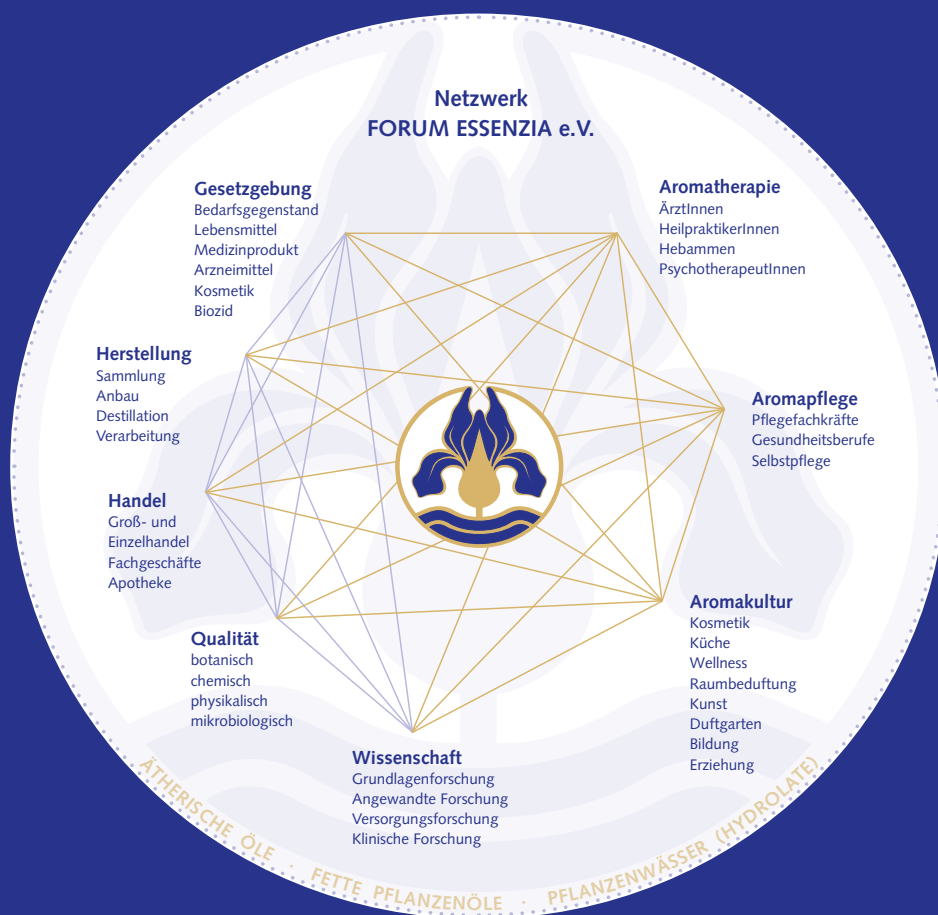 Netzwerk
FORUM ESSENZIA e.V.
Gesetzgebung
Bedarfsgegenstand
Lebensmittel
Medizinprodukt
Arzneimittel
Kosmetik
Biozid
Aromatherapie
ÄrztInnen
HeilpraktikerInnen
Hebammen
PsychotherapeutInnen
Herstellung
Sammlung
Anbau
Destillation
Verarbeitung
Aromapflege
Pflegefachkräfte
Gesundheitsberufe
Selbstpflege
Handel
Groß- und
Einzelhandel
Fachgeschäfte
Apotheke
Aromakultur
Kosmetik
Küche
Wellness
Raumbeduftung
Kunst
Duftgarten
Bildung
Erziehung
Qualität
botanisch
chemisch
physikalisch
mikrobiologisch
Wissenschaft
Grundlagenforschung
Angewandte Forschung
Versorgungsforschung
Klinische Forschung
ÄTHERISCHE ÖLE · FETTE PFLANZENÖLE · PFLANZENWÄSSER (HYDROLATE)